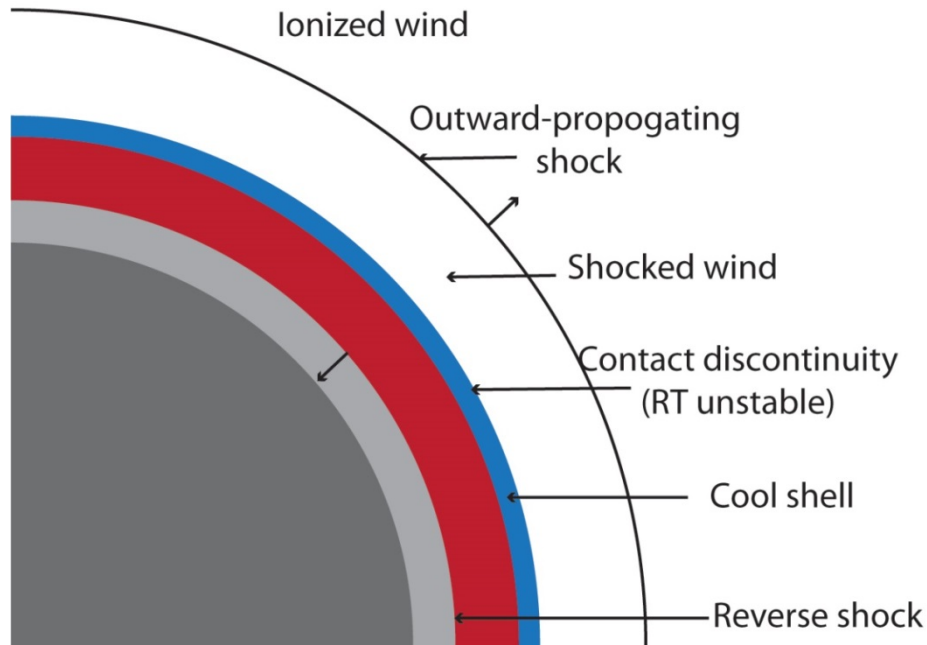 Ionized wind
Outward-propogating
shock
Shocked wind
Contact discontinuity
(RT unstable)
Cool shell
Reverse shock